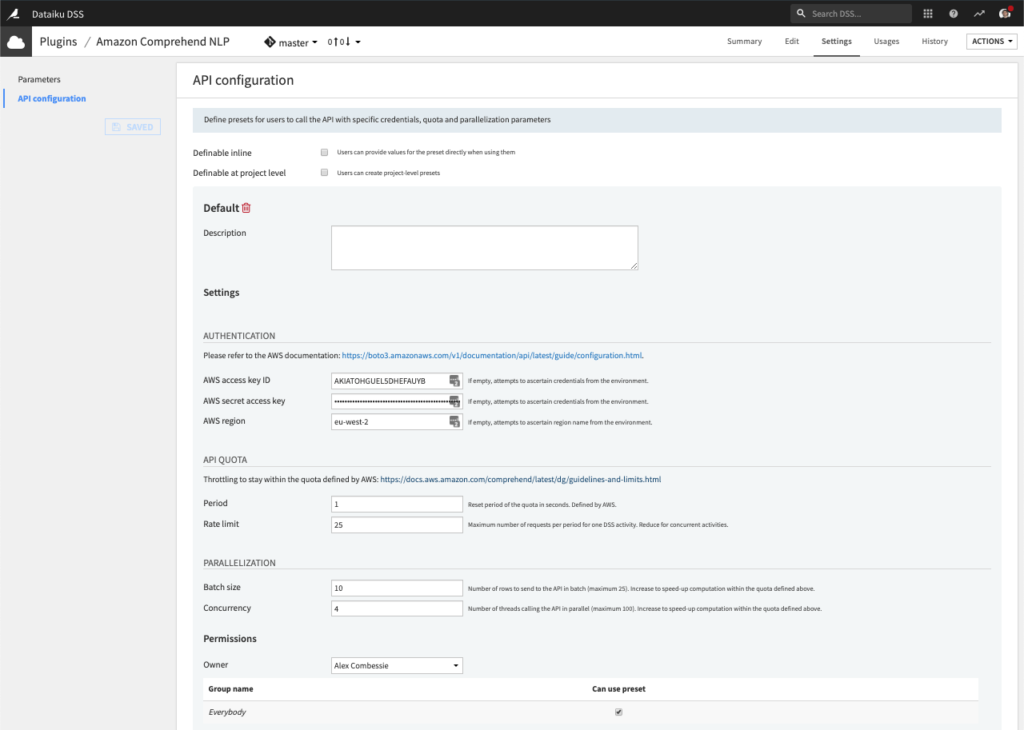 Dataiku DSS
Search DSS...
Plugins / Amazon Comprehend NLP
master
0 0
Summary
Edit
Settings
Usages
History
ACTIONS
Parameters
API configuration
SAVED
API configuration
Define presets for users to call the API with specific credentials, quota and parallelization parameters
Definable inline
Users can provide values for the preset directly when using them
Definable at project level
Users can create project-level presets
Default
Description
Settings
AUTHENTICATION
Please refer to the AWS documentation: https://boto3.amazonaws.com/v1/documentation/api/latest/guide/configuration.html.
AWS access key ID
AKIATOHGUEL5DHEFAUYB
If empty, attempts to ascertain credentials from the environment.
AWS secret access key
If empty, attempts to ascertain credentials from the environment.
AWS region
eu-west-2
If empty, attempts to ascertain region name from the environment.
API QUOTA
Throttling to stay within the quota defined by AWS: https://docs.aws.amazon.com/comprehend/latest/dg/guidelines-and-limits.html
Period
1
Reset period of the quota in seconds. Defined by AWS.
Rate limit
25
Maximum number of requests per period for one DSS activity. Reduce for concurrent activities.
PARALLELIZATION
Batch size
10
Number of rows to send to the API in batch (maximum 25). Increase to speed-up computation within the quota defined above.
Concurrency
4
Number of threads calling the API in parallel (maximum 100). Increase to speed-up computation within the quota defined above.
Permissions
Owner
Alex Combessie
Group name
Can use preset
Everybody